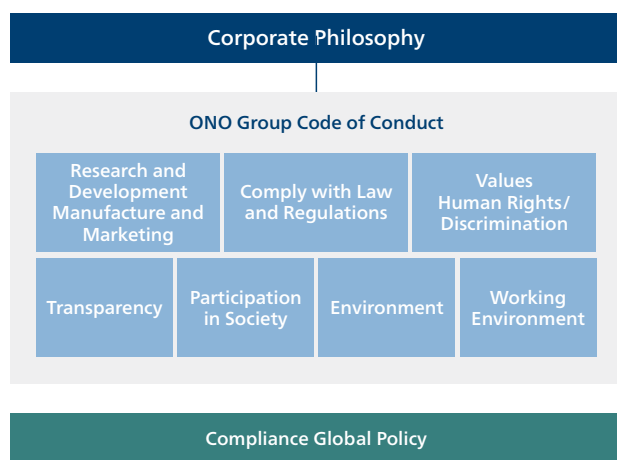 Corporate Philosophy
ONO Group Code of Conduct
Research and
Development
Manufacture and
Marketing
Comply with Law
and Regulations
Values
Human Rights/
Discrimination
Transparency
Participation
in Society
Environment
Working
Environment
Compliance Global Policy